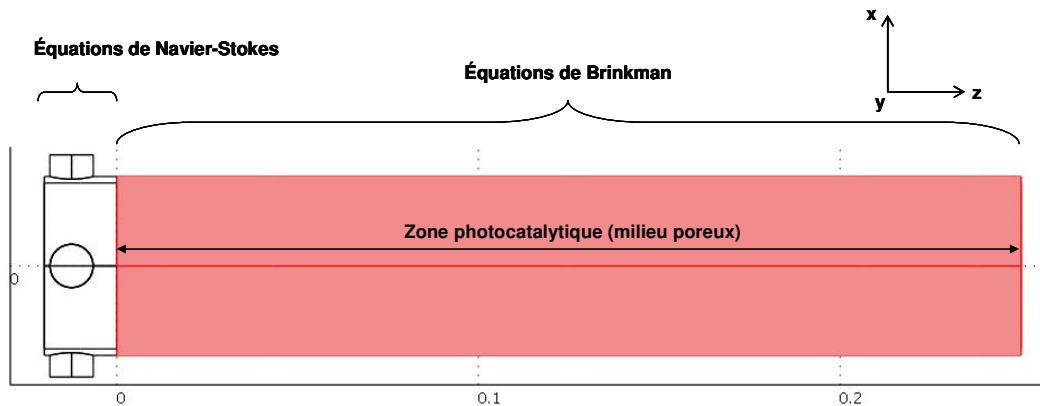 x
Équations de Navier-Stokes
Équations de Brinkman
y
z
Zone photocatalytique (milieu poreux)
0
0
0.1
0.2